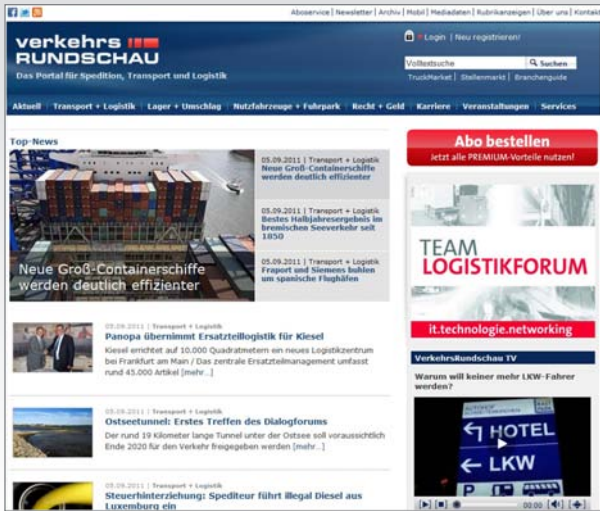 Aboservice | Newsletter | Archiv | Mobil | Mediadaten | Rubrikanzeigen | Über uns | Kontakt
verkehrs
RUNDSCHAU
Das Portal für Spedition, Transport und Logistik
Login | Neu registrieren!
Volltextsuche
Suchen
TruckMarket | Stellenmarkt | Branchenguide
Aktuell Transport + Logistik Lager + Umschlag Nutzfahrzeuge + Fuhrpark Recht + Geld Karriere Veranstaltungen Services
Top-News
Neue Groß-Containerschiffe
werden deutlich effizienter
05.09.2011 | Transport + Logistik
Neue Groß-Containerschiffe
werden deutlich effizienter
05.09.2011 | Transport + Logistik
Bestes Halbjahresergebnis im
bremischen Seeverkehr seit
1850
05.09.2011 | Transport + Logistik
Fraport und Siemens buhlen
um spanische Flughäfen
05.09.2011 | Transport + Logistik
Panopa übernimmt Ersatzteillogistik für Kiesel
Kiesel errichtet auf 10.000 Quadratmetern ein neues Logistikzentrum
bei Frankfurt am Main / Das zentrale Ersatzteilmanagement umfasst
rund 45.000 Artikel [mehr...]
05.09.2011 | Transport + Logistik
Ostseetunnel: Erstes Treffen des Dialogforums
Der rund 19 Kilometer lange Tunnel unter der Ostsee soll voraussichtlich
Ende 2020 für den Verkehr freigegeben werden [mehr...]
05.09.2011 | Transport + Logistik
Steuerhinterziehung: Spediteur führt illegal Diesel aus
Luxemburg ein
Abo bestellen
Jetzt alle PREMIUM-Vorteile nutzen!
TEAM
LOGISTIKFORUM
it.technologie.networking
VerkehrsRundschau TV
Warum will keiner mehr LKW-Fahrer
werden?
HOTEL
LKW
P
00:00